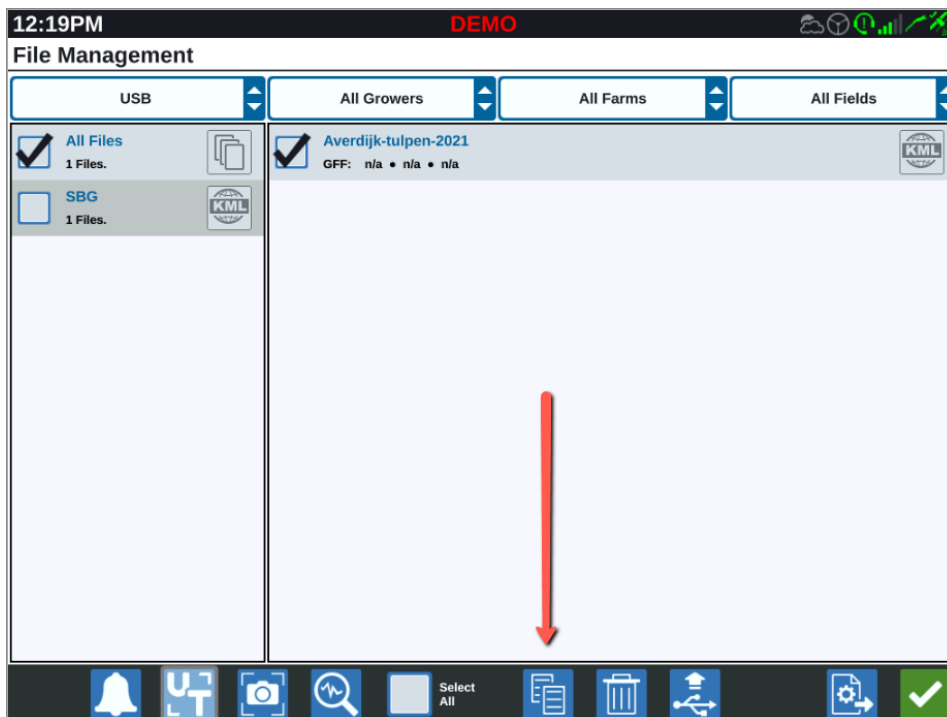 12:19PM
DEMO
File Management
USB
All Growers
All Farms
All Fields
All Files
1 Files.
KML
SBG
1 Files.
Averdijk-tulpen-2021
GFF: n/a • n/a • n/a
KML
UT
Select
All